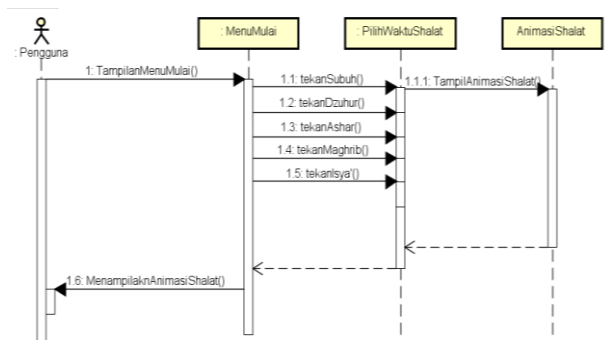 : Pengguna
: MenuMulai
: PilihWaktuShalat
AnimasiShalat
1: TampilanMenuMulai()
1.1: tekanSubuh()
1.1.1: TampilAnimasiShalat()
1.2: tekanDzuhur()
1.3: tekanAshar()
1.4: tekanMaghrib()
1.5: tekanIsya'()
1.6: MenampilaknAnimasiShalat()